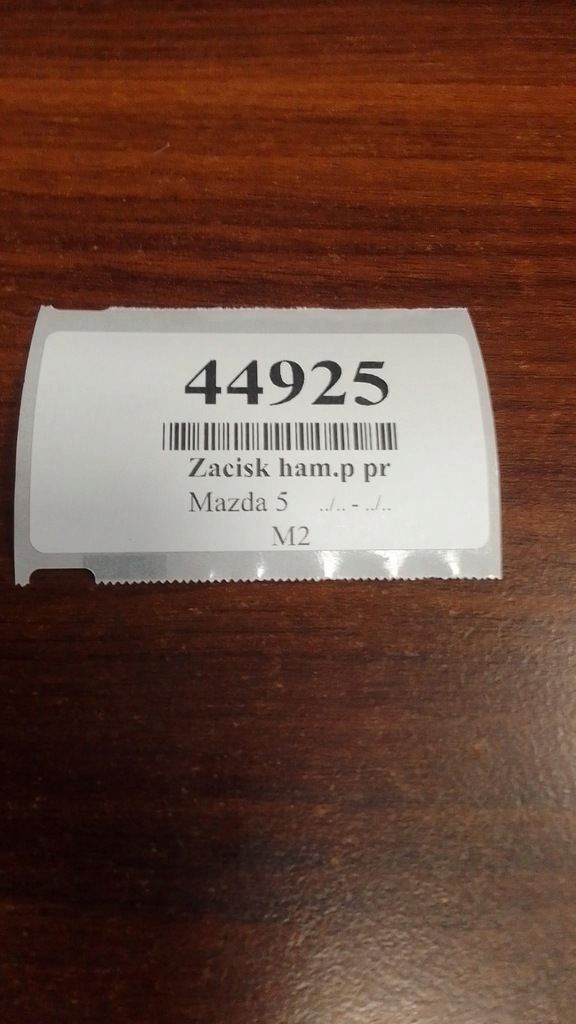 44925
Zacisk ham.p pr
Mazda 5 ../.. - ../..
M2